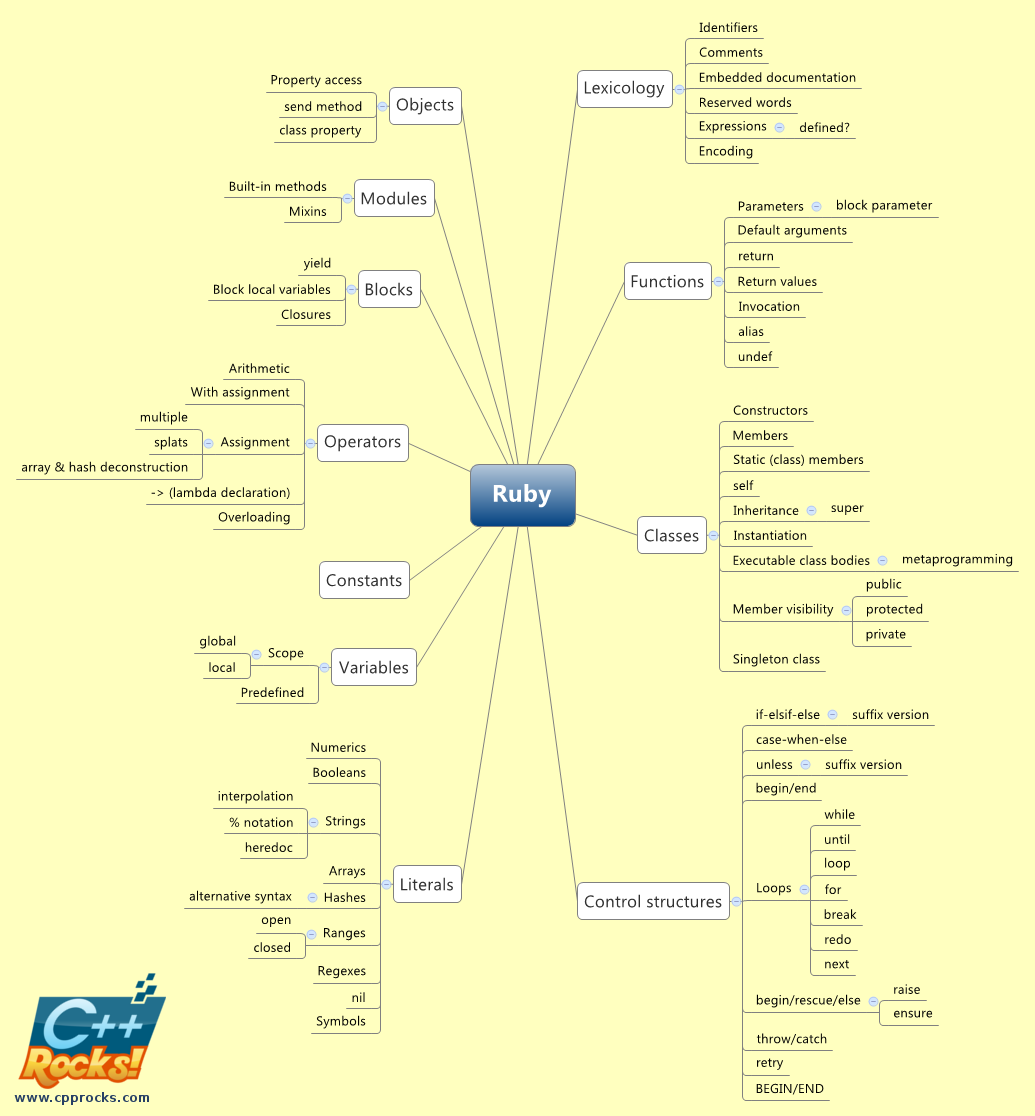 Ruby
Lexicology
Identifiers
Comments
Embedded documentation
Reserved words
Expressions
defined?
Encoding
Functions
Parameters
block parameter
Default arguments
return
Return values
Invocation
alias
undef
Classes
Constructors
Members
Static (class) members
self
Inheritance
super
Instantiation
Executable class bodies
metaprogramming
Member visibility
public
protected
private
Singleton class
Control structures
if-elsif-else
suffix version
case-when-else
unless
suffix version
begin/end
Loops
while
until
loop
for
break
redo
next
begin/rescue/else
raise
ensure
throw/catch
retry
BEGIN/END
Objects
Property access
send method
class property
Modules
Built-in methods
Mixins
Blocks
yield
Block local variables
Closures
Operators
Arithmetic
With assignment
Assignment
multiple
splats
array & hash deconstruction
-> (lambda declaration)
Overloading
Constants
Variables
Scope
global
local
Predefined
Literals
Numerics
Booleans
Strings
interpolation
% notation
heredoc
Arrays
Hashes
alternative syntax
Ranges
open
closed
Regexes
nil
Symbols
C++
Rocks!
www.cpprocks.com